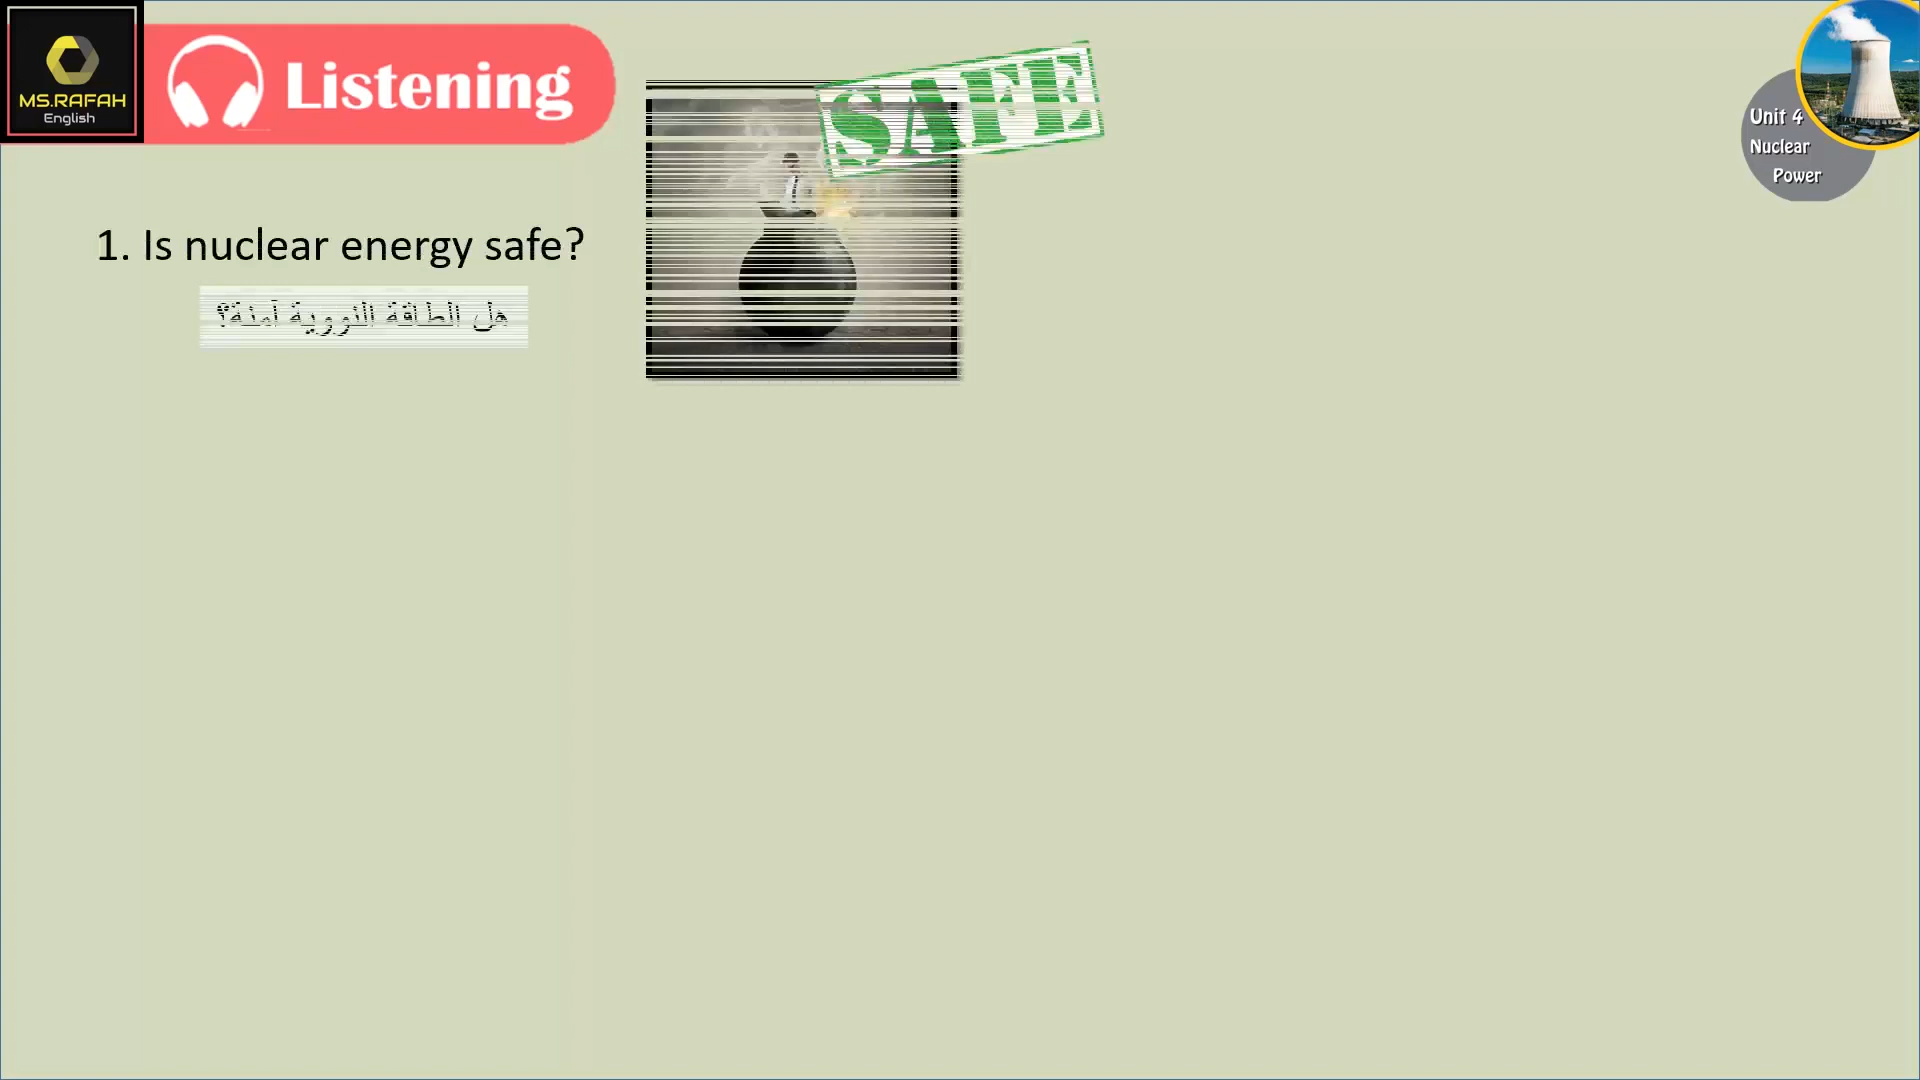 MS.RAFAH
English
Listening
SAFE
Unit 4
Nuclear
Power
1. Is nuclear energy safe?
هل الطاقة النووية آمنة؟